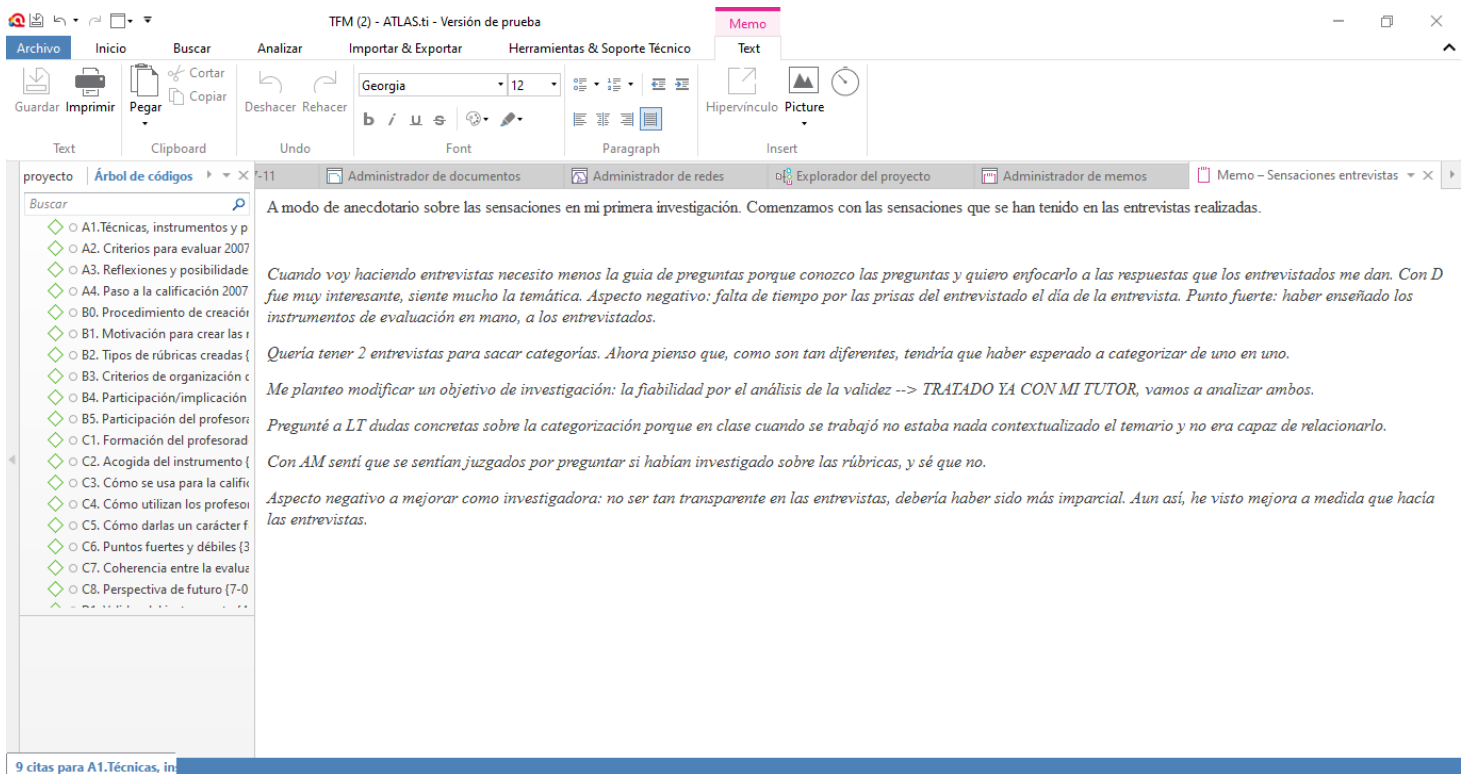 TFM (2) - ATLAS.ti - Versión de prueba
Memo
Archivo Inicio Buscar Analizar Importar & Exportar Herramientas & Soporte Técnico Text
Guardar Imprimir Pegar Cortar Copiar Deshacer Rehacer Georgia 12 Hipervínculo Picture
b i u s
Text Clipboard Undo Font Paragraph Insert
proyecto Árbol de códigos
7-11 Administrador de documentos Administrador de redes Explorador del proyecto Administrador de memos Memo – Sensaciones entrevistas
Buscar
A1.Técnicas, instrumentos y p
A2. Criterios para evaluar 2007
A3. Reflexiones y posibilidade
A4. Paso a la calificación 2007
B0. Procedimiento de creación
B1. Motivación para crear las r
B2. Tipos de rúbricas creadas {
B3. Criterios de organización d
B4. Participación/implicación
B5. Participación del profesora
C1. Formación del profesorad
C2. Acogida del instrumento {
C3. Cómo se usa para la califi
C4. Cómo utilizan los profesor
C5. Cómo darlas un carácter f
C6. Puntos fuertes y débiles {3
C7. Coherencia entre la evalua
C8. Perspectiva de futuro {7-0
A modo de anecdotario sobre las sensaciones en mi primera investigación. Comenzamos con las sensaciones que se han tenido en las entrevistas realizadas.
Cuando voy haciendo entrevistas necesito menos la guia de preguntas porque conozco las preguntas y quiero enfocarlo a las respuestas que los entrevistados me dan. Con D
fue muy interesante, siente mucho la temática. Aspecto negativo: falta de tiempo por las prisas del entrevistado el día de la entrevista. Punto fuerte: haber enseñado los
instrumentos de evaluación en mano, a los entrevistados.
Quería tener 2 entrevistas para sacar categorías. Ahora pienso que, como son tan diferentes, tendría que haber esperado a categorizar de uno en uno.
Me planteo modificar un objetivo de investigación: la fiabilidad por el análisis de la validez --> TRATADO YA CON MI TUTOR, vamos a analizar ambos.
Pregunté a LT dudas concretas sobre la categorización porque en clase cuando se trabajó no estaba nada contextualizado el temario y no era capaz de relacionarlo.
Con AM sentí que se sentían juzgados por preguntar si habían investigado sobre las rúbricas, y sé que no.
Aspecto negativo a mejorar como investigadora: no ser tan transparente en las entrevistas, debería haber sido más imparcial. Aun así, he visto mejora a medida que hacía
las entrevistas.
9 citas para A1.Técnicas, in